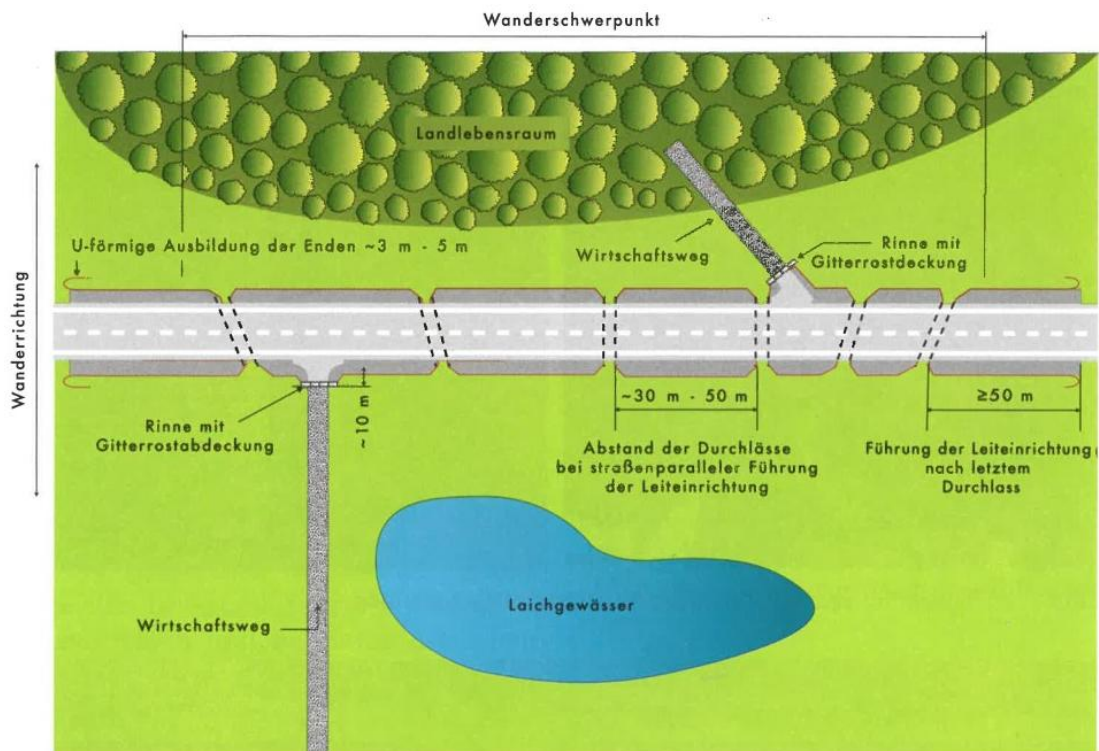 Wanderschwerpunkt
Landlebensraum
Wanderrichtung
U-förmige Ausbildung der Enden ~3 m - 5 m
Wirtschaftsweg
Rinne mit
Gitterrostdeckung
Rinne mit
Gitterrostabdeckung
~10 m
~30 m - 50 m
≥50 m
Abstand der Durchlässe
bei straßenparalleler Führung
der Leiteinrichtung
Führung der Leiteinrichtung
nach letztem
Durchlass
Laichgewässer
Wirtschaftsweg